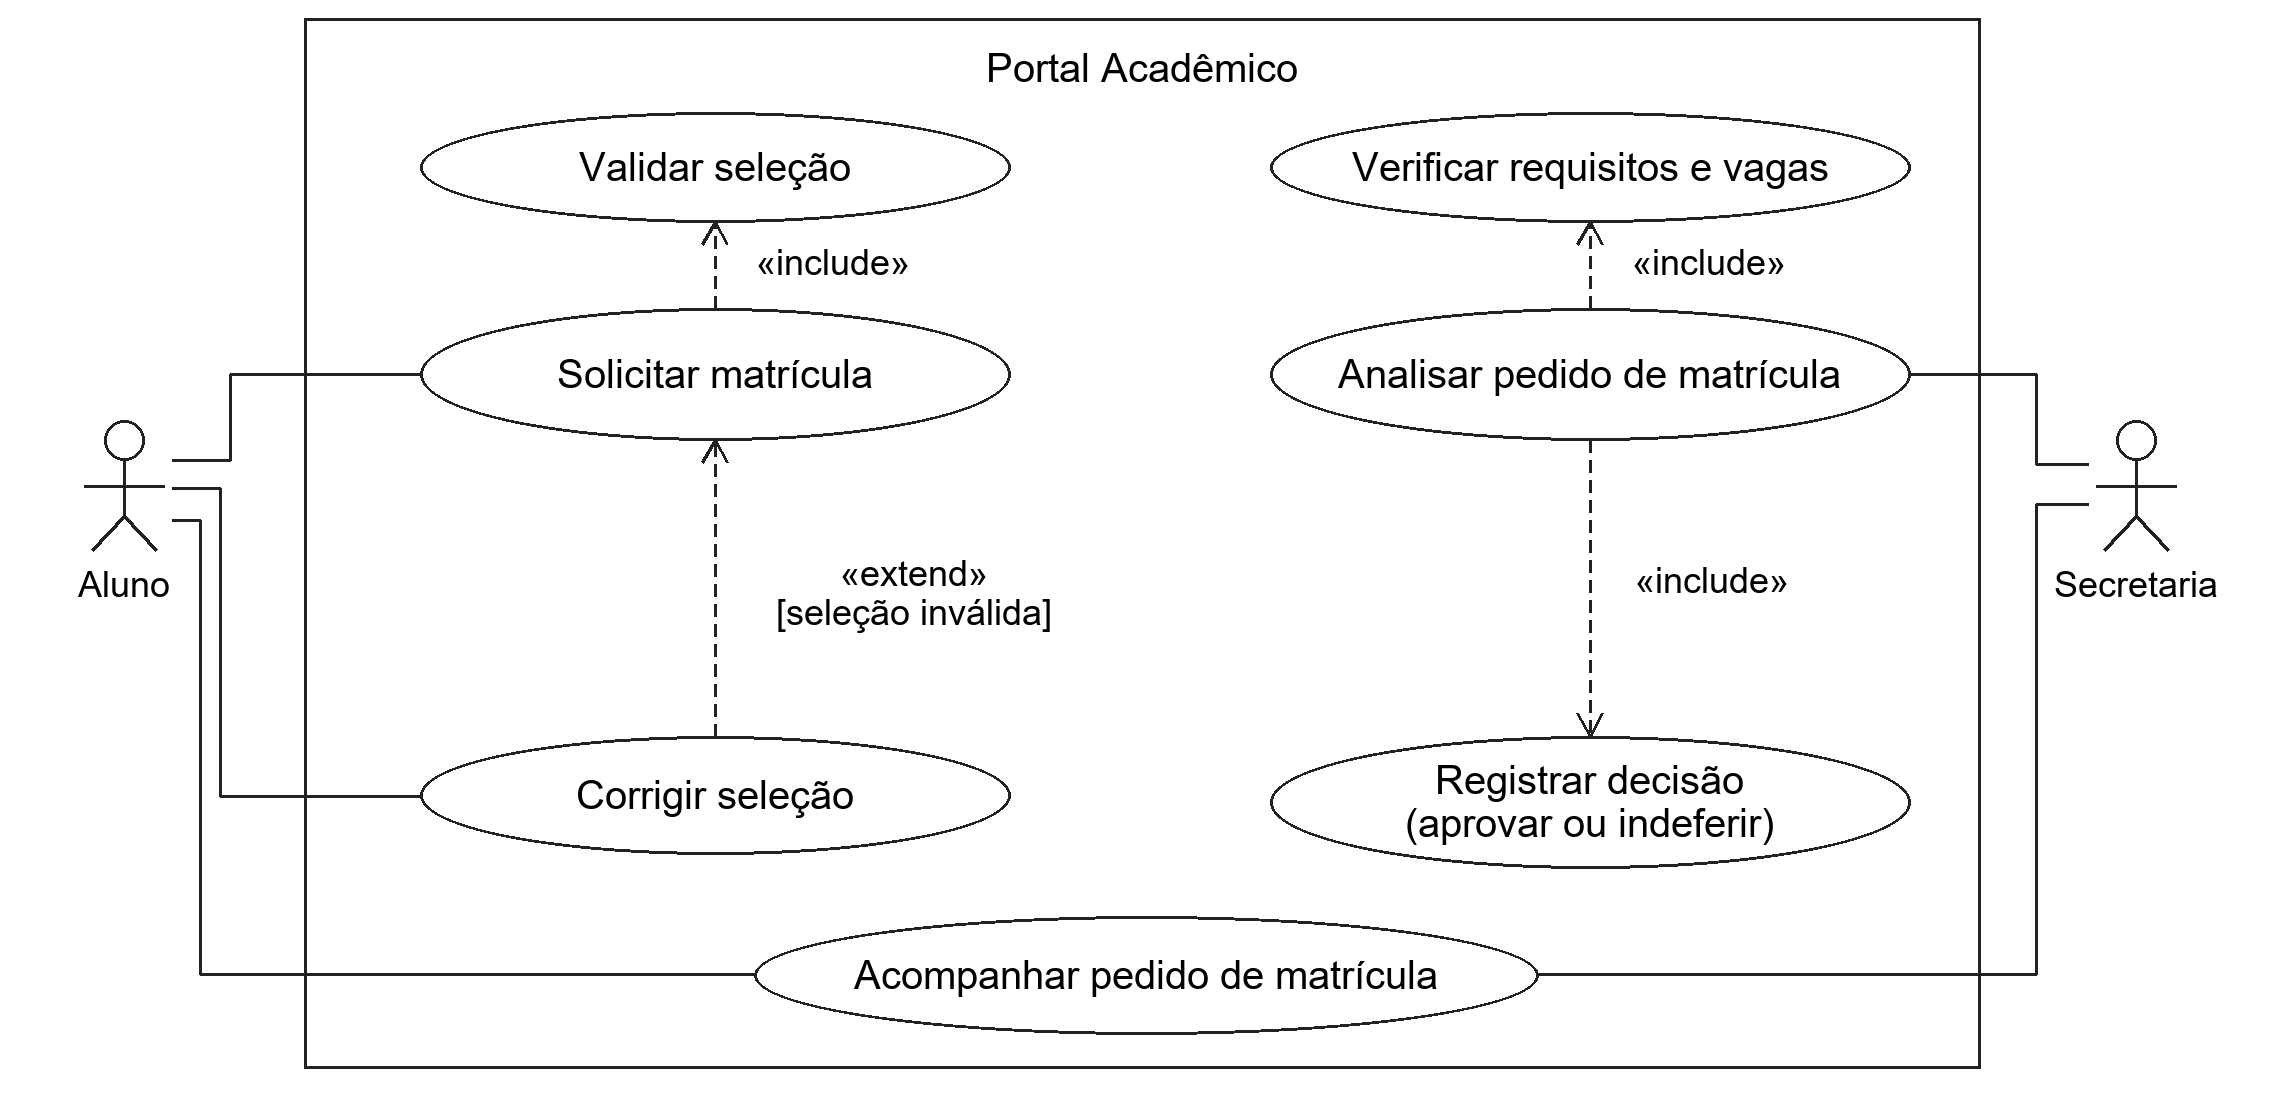 Portal Acadêmico
Validar seleção
Verificar requisitos e vagas
«include»
«include»
Solicitar matrícula
Analisar pedido de matrícula
Aluno
Secretaria
«extend»
[seleção inválida]
«include»
Corrigir seleção
Registrar decisão
(aprovar ou indeferir)
Acompanhar pedido de matrícula